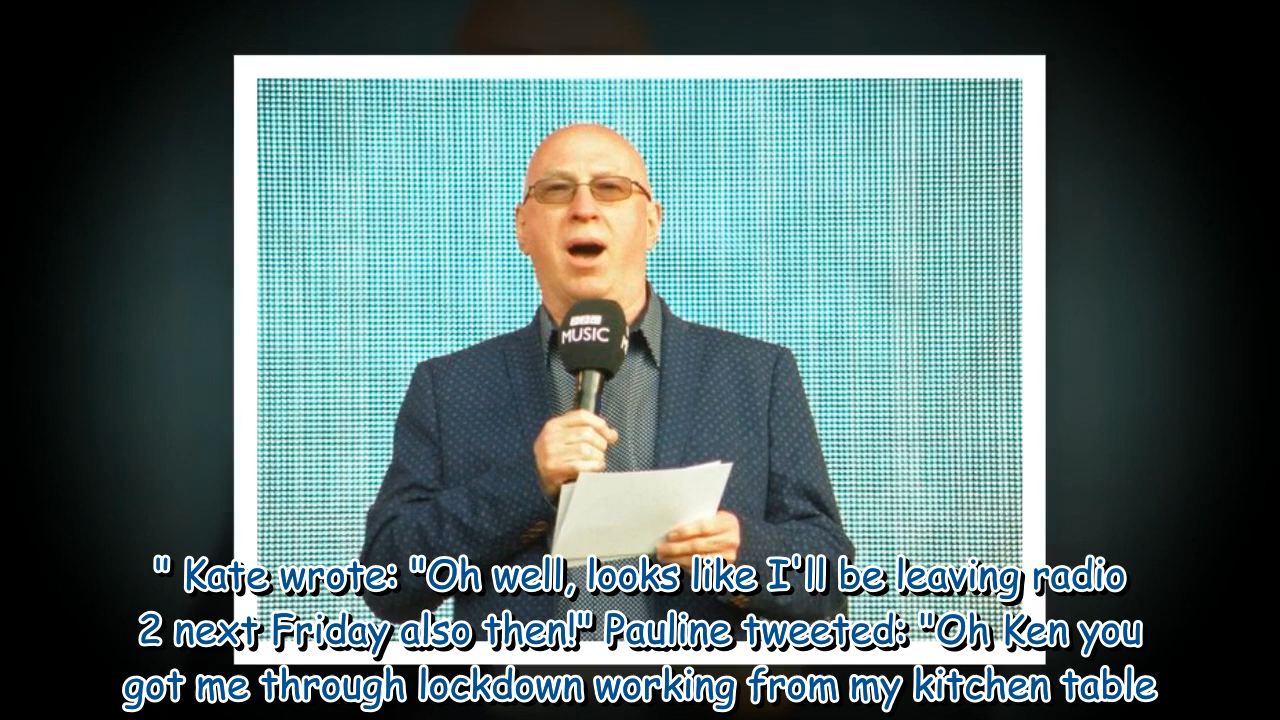 BBC
MUSIC
" Kate wrote: "Oh well, looks like I'll be leaving radio
2 next Friday also then!" Pauline tweeted: "Oh Ken you
got me through lockdown working from my kitchen table